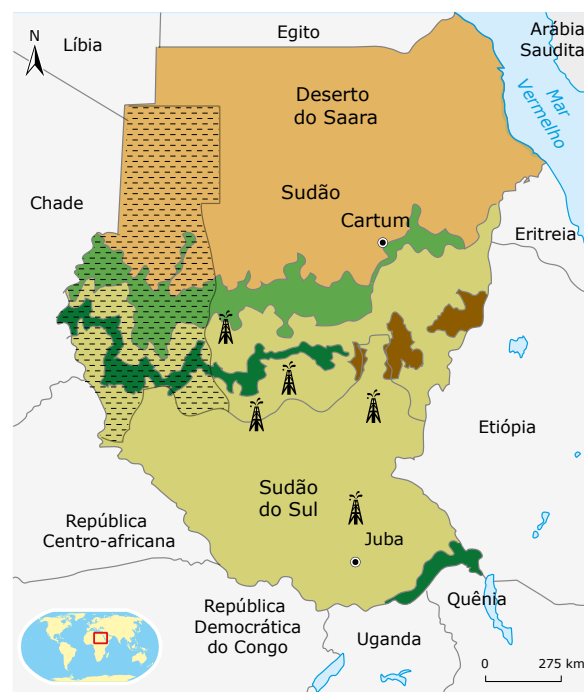 Egito
Arábia
Saudita
Líbia
N
Mar
Vermelho
Deserto
do Saara
Sudão
Chade
Cartum
Eritreia
Etiópia
Sudão
do Sul
República
Centro-africana
Juba
Quênia
República
Democrática
do Congo
Uganda
0 275 km